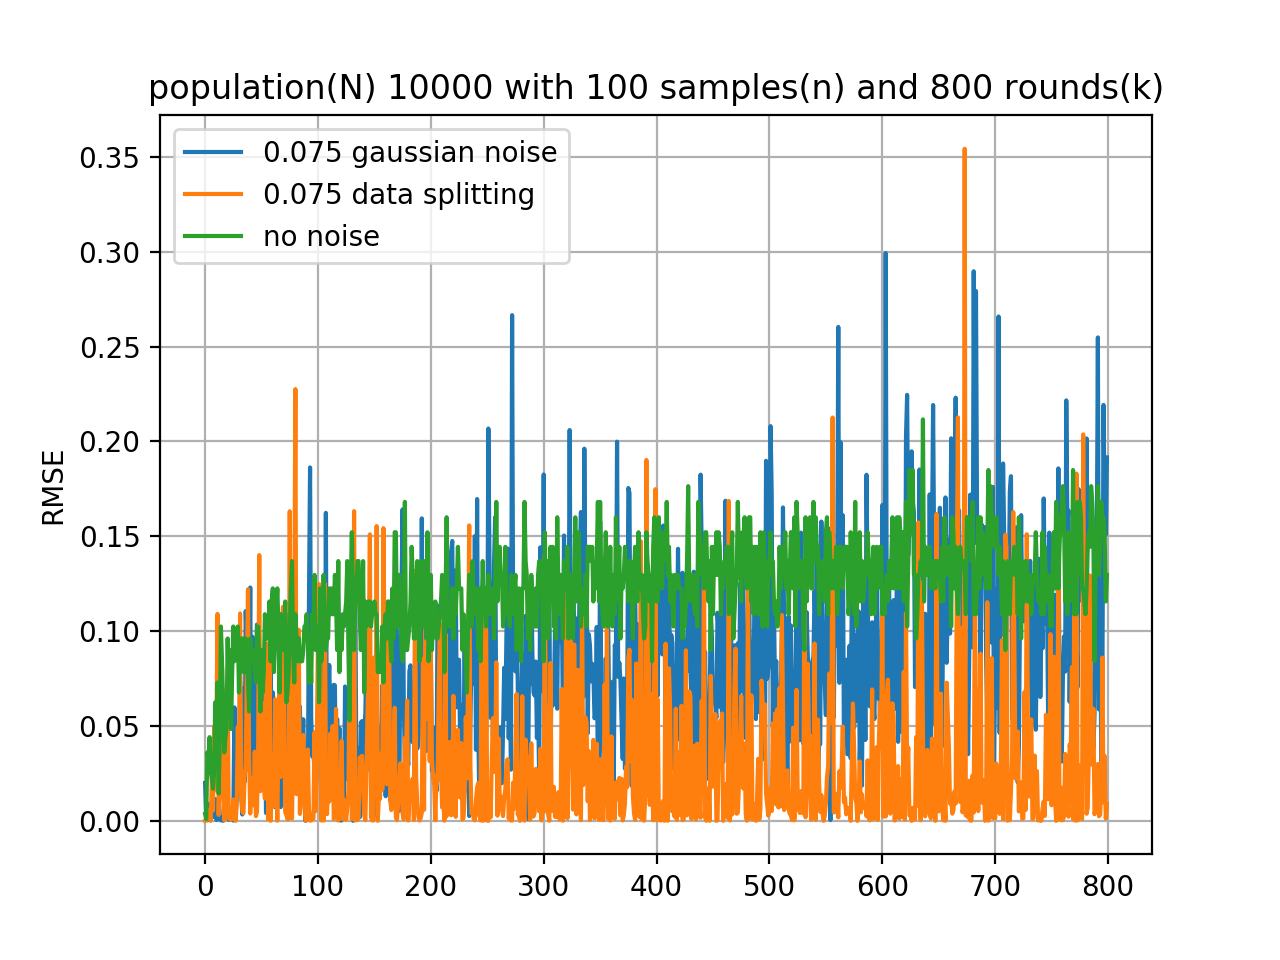 population(N) 10000 with 100 samples(n) and 800 rounds(k)
0.075 gaussian noise
0.075 data splitting
no noise
RMSE
0.35
0.30
0.25
0.20
0.15
0.10
0.05
0.00
0 100 200 300 400 500 600 700 800